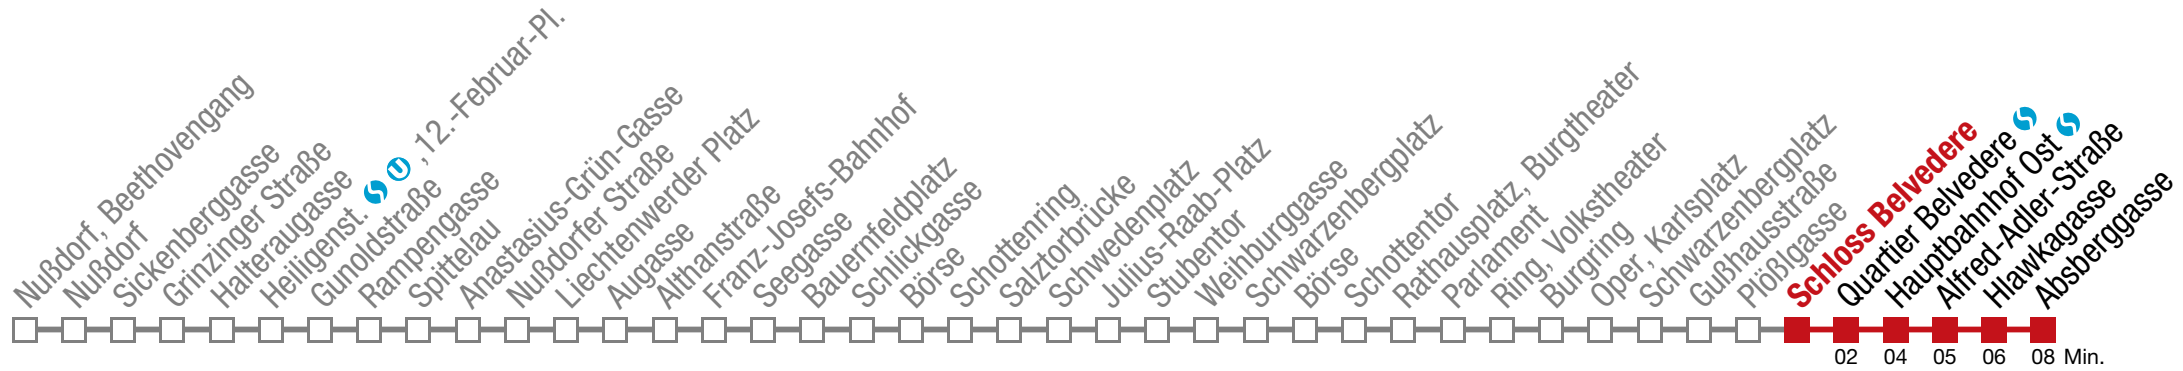 Nußdorf, Beethovengang
Nußdorf
Sickenberggasse
Grinzinger Straße
Halteraugasse
Heiligenst. S U , 12.-Februar-Pl.
Gunoldstraße
Rampengasse
Spittelau
Anastasius-Grün-Gasse
Nußdorfer Straße
Liechtenwerder Platz
Augasse
Althanstraße
Franz-Josefs-Bahnhof
Seegasse
Bauernfeldplatz
Schlickgasse
Börse
Schottenring
Salztorbrücke
Schwedenplatz
Julius-Raab-Platz
Stubentor
Weihburggasse
Schwarzenbergplatz
Börse
Schottentor
Rathausplatz, Burgtheater
Parlament
Ring, Volkstheater
Burgring
Oper, Karlsplatz
Schwarzenbergplatz
Gußhausstraße
Plößlgasse
Schloss Belvedere
Quartier Belvedere S
Hauptbahnhof Ost S
Alfred-Adler-Straße
Hlawkagasse
Absberggasse
02 04 05 06 08 Min.